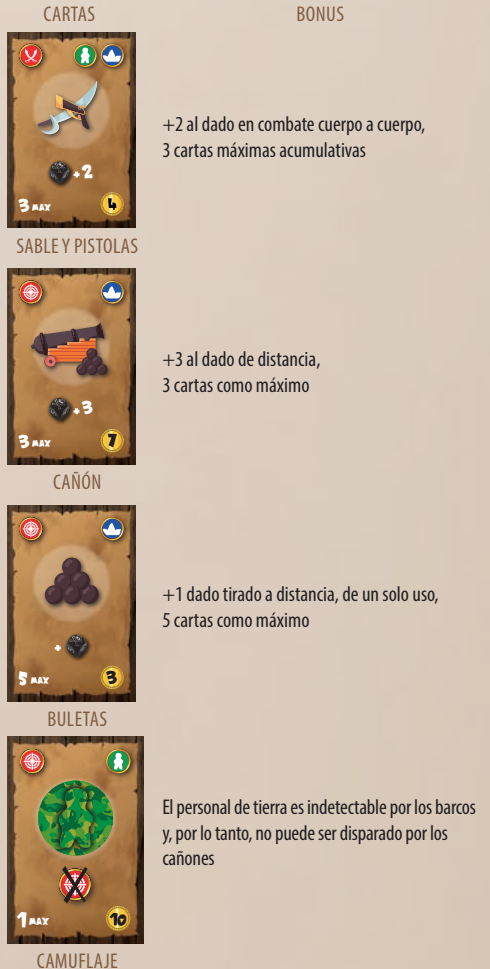 CARTAS BONUS
+2
3 MAX 4
+2 al dado en combate cuerpo a cuerpo,
3 cartas máximas acumulativas
SABLE Y PISTOLAS
+3
3 MAX 7
+3 al dado de distancia,
3 cartas como máximo
CAÑÓN
+
5 MAX 3
+1 dado tirado a distancia, de un solo uso,
5 cartas como máximo
BULETAS
1 MAX 10
El personal de tierra es indetectable por los barcos
y, por lo tanto, no puede ser disparado por los
cañones
CAMUFLAJE